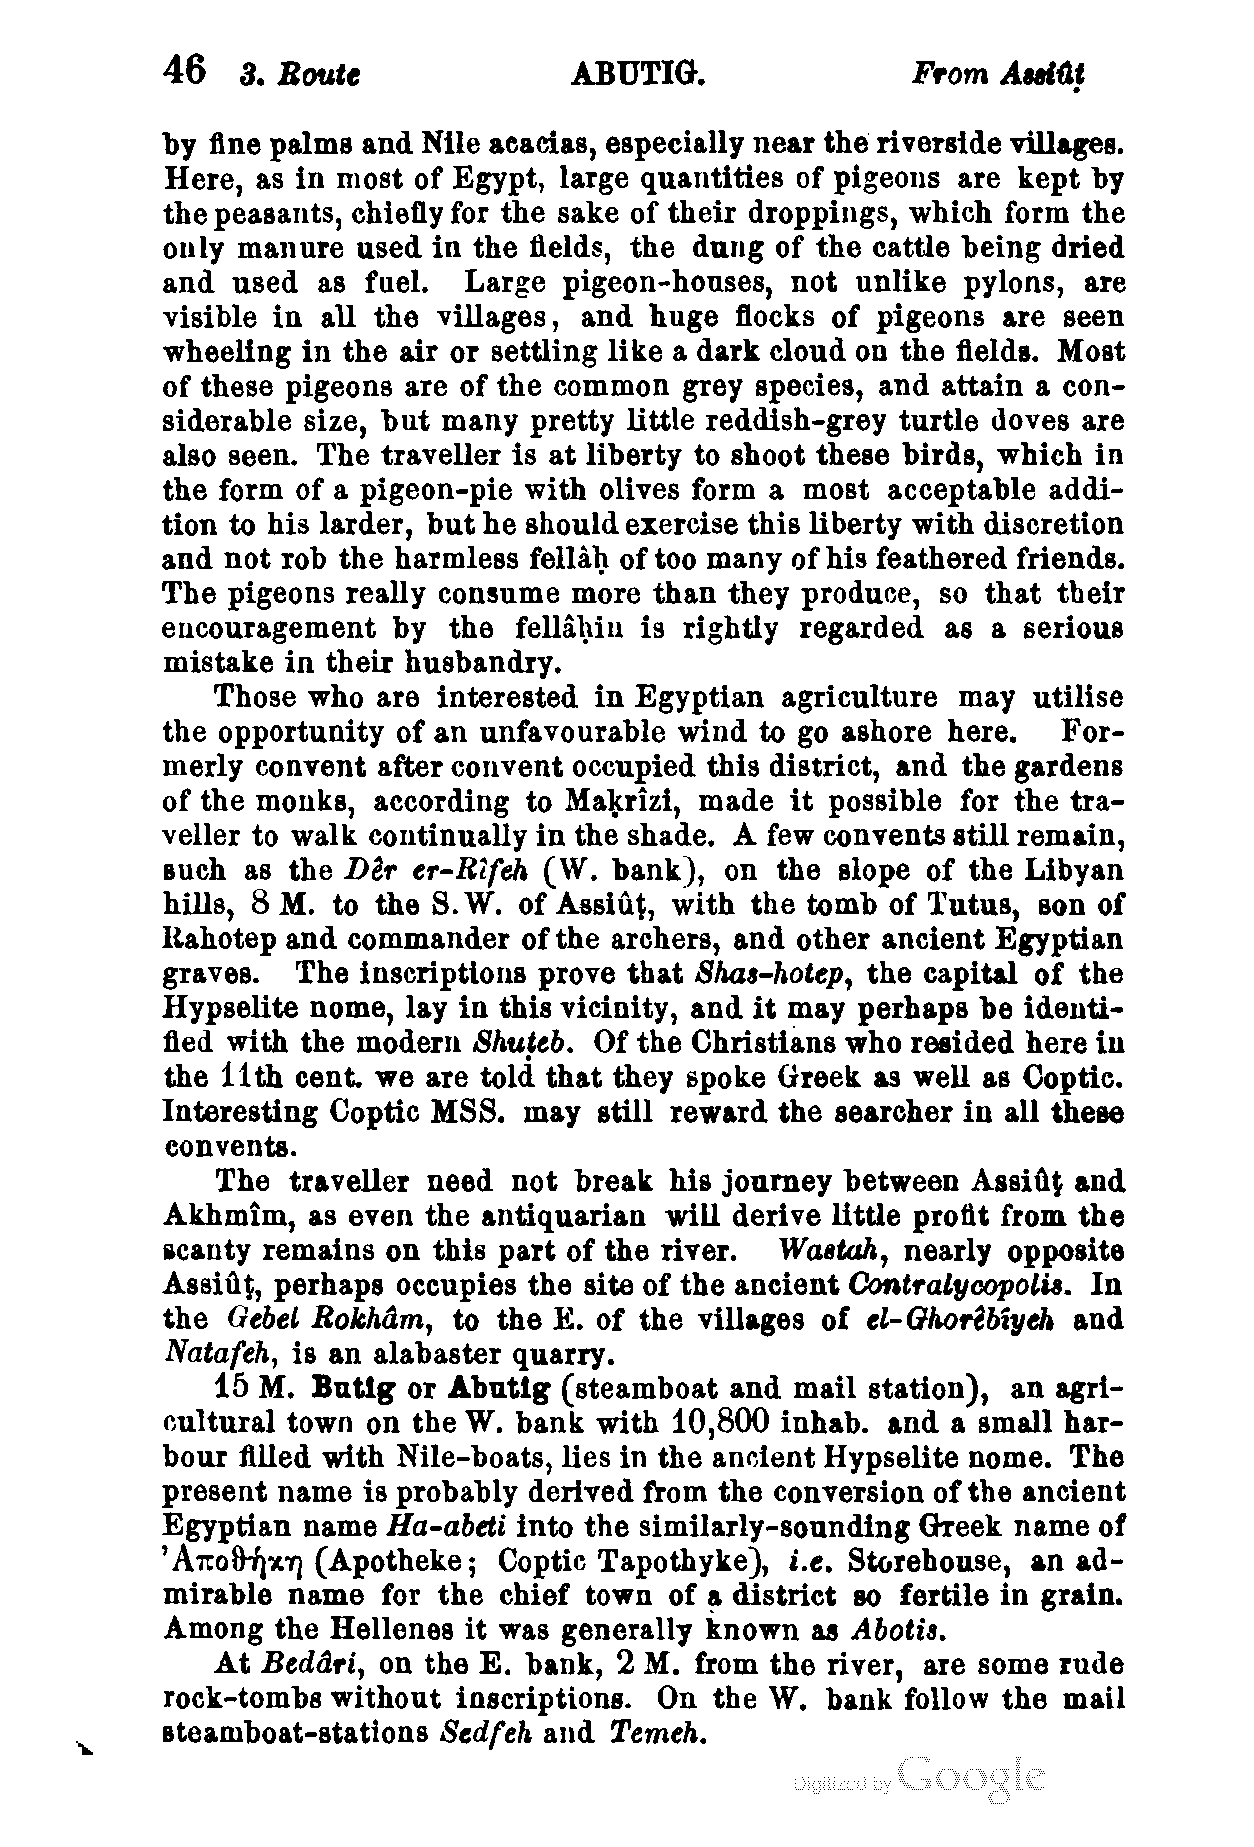 46 3. Route ABUTIG. From Assiûṭ
by fine palms and Nile acacias, especially near the riverside villages.
Here, as in most of Egypt, large quantities of pigeons are kept by
the peasants, chiefly for the sake of their droppings, which form the
only manure used in the fields, the dung of the cattle being dried
and used as fuel. Large pigeon-houses, not unlike pylons, are
visible in all the villages, and huge flocks of pigeons are seen
wheeling in the air or settling like a dark cloud on the fields. Most
of these pigeons are of the common grey species, and attain a con-
siderable size, but many pretty little reddish-grey turtle doves are
also seen. The traveller is at liberty to shoot these birds, which in
the form of a pigeon-pie with olives form a most acceptable addi-
tion to his larder, but he should exercise this liberty with discretion
and not rob the harmless fellâḥ of too many of his feathered friends.
The pigeons really consume more than they produce, so that their
encouragement by the fellâḥin is rightly regarded as a serious
mistake in their husbandry.
Those who are interested in Egyptian agriculture may utilise
the opportunity of an unfavourable wind to go ashore here. For-
merly convent after convent occupied this district, and the gardens
of the monks, according to Maḳrîzi, made it possible for the tra-
veller to walk continually in the shade. A few convents still remain,
such as the Dêr er-Rîfeh (W. bank), on the slope of the Libyan
hills, 8 M. to the S.W. of Assiûṭ, with the tomb of Tutus, son of
Rahotep and commander of the archers, and other ancient Egyptian
graves. The inscriptions prove that Shas-hotep, the capital of the
Hypselite nome, lay in this vicinity, and it may perhaps be identi-
fied with the modern Shuṭeb. Of the Christians who resided here in
the 11th cent. we are told that they spoke Greek as well as Coptic.
Interesting Coptic MSS. may still reward the searcher in all these
convents.
The traveller need not break his journey between Assiûṭ and
Akhmîm, as even the antiquarian will derive little profit from the
scanty remains on this part of the river. Wastah, nearly opposite
Assiûṭ, perhaps occupies the site of the ancient Contralycopolis. In
the Gebel Rokhâm, to the E. of the villages of el-Ghorêbîyeh and
Natafeh, is an alabaster quarry.
15 M. Butig or Abutig (steamboat and mail station), an agri-
cultural town on the W. bank with 10,800 inhab. and a small har-
bour filled with Nile-boats, lies in the ancient Hypselite nome. The
present name is probably derived from the conversion of the ancient
Egyptian name Ha-abeti into the similarly-sounding Greek name of
Ἀποθήκη (Apotheke; Coptic Tapothyke), i.e. Storehouse, an ad-
mirable name for the chief town of a district so fertile in grain.
Among the Hellenes it was generally known as Abotis.
At Bedâri, on the E. bank, 2 M. from the river, are some rude
rock-tombs without inscriptions. On the W. bank follow the mail
steamboat-stations Sedfeh and Temeh.
Digitized by Google